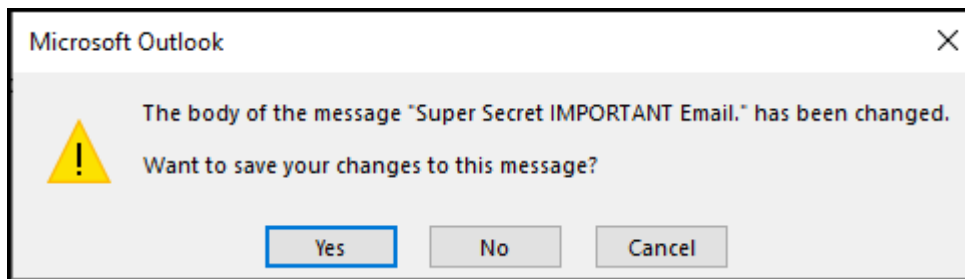 Microsoft Outlook
The body of the message "Super Secret IMPORTANT Email." has been changed.
Want to save your changes to this message?
Yes No Cancel